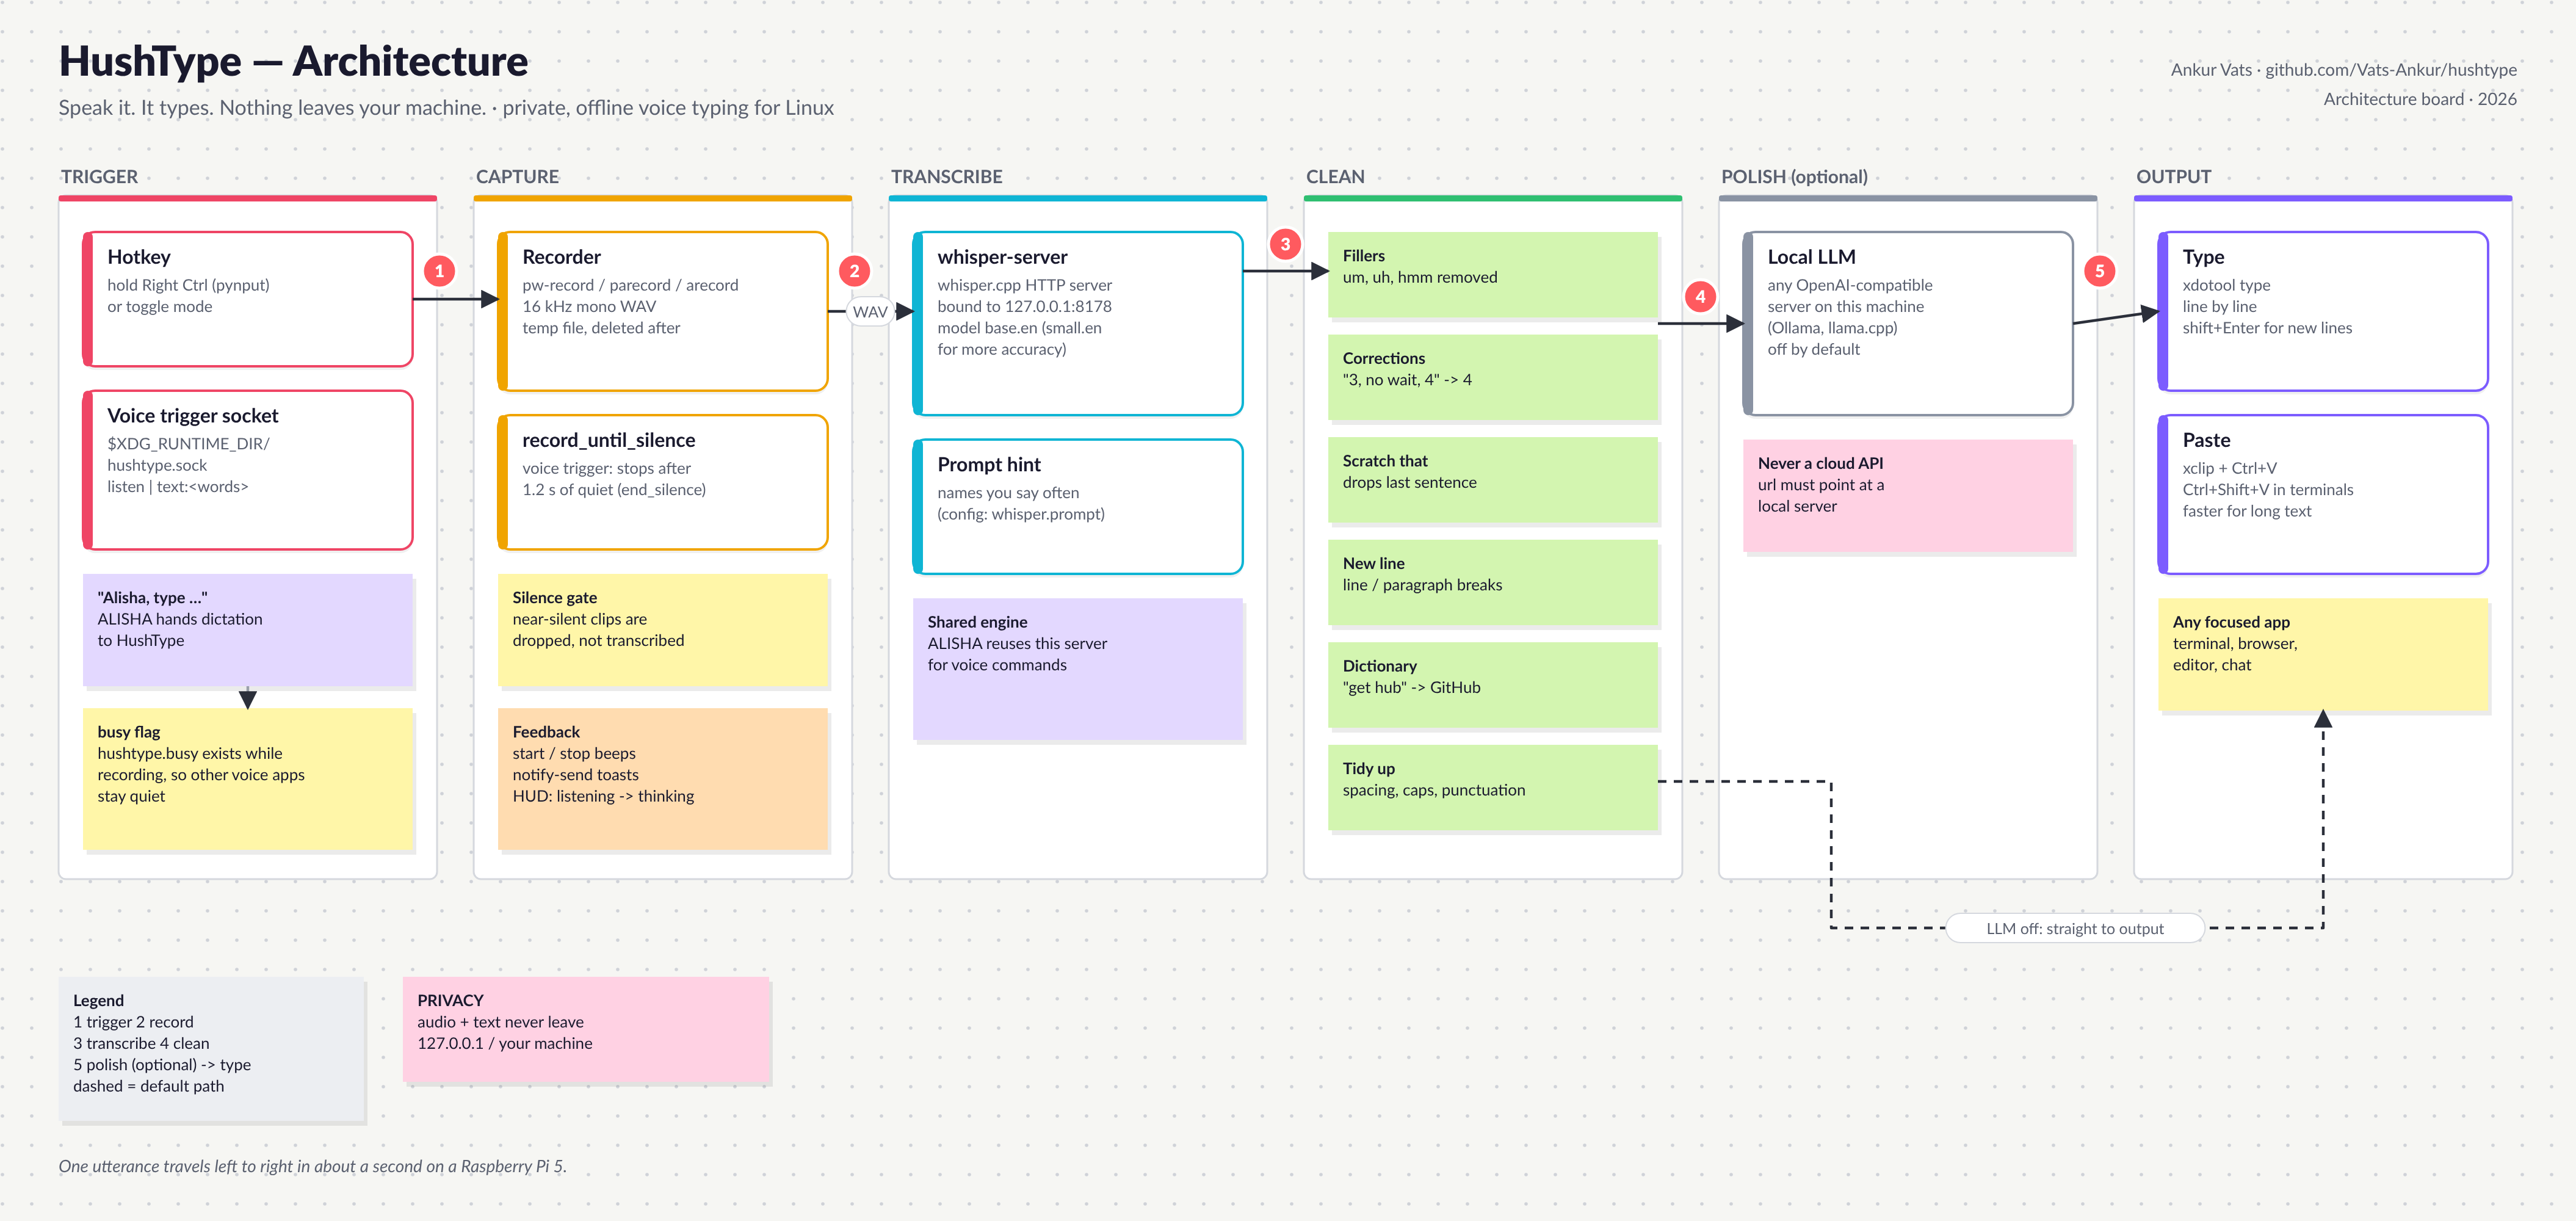 HushType — Architecture
Speak it. It types. Nothing leaves your machine. · private, offline voice typing for Linux
Ankur Vats · github.com/Vats-Ankur/hushtype
Architecture board · 2026
TRIGGER
Hotkey
hold Right Ctrl (pynput)
or toggle mode
Voice trigger socket
$XDG_RUNTIME_DIR/
hushtype.sock
listen | text:<words>
"Alisha, type ..."
ALISHA hands dictation
to HushType
busy flag
hushtype.busy exists while
recording, so other voice apps
stay quiet
1
CAPTURE
Recorder
pw-record / parecord / arecord
16 kHz mono WAV
temp file, deleted after
record_until_silence
voice trigger: stops after
1.2 s of quiet (end_silence)
Silence gate
near-silent clips are
dropped, not transcribed
Feedback
start / stop beeps
notify-send toasts
HUD: listening -> thinking
2
WAV
TRANSCRIBE
whisper-server
whisper.cpp HTTP server
bound to 127.0.0.1:8178
model base.en (small.en
for more accuracy)
Prompt hint
names you say often
(config: whisper.prompt)
Shared engine
ALISHA reuses this server
for voice commands
3
CLEAN
Fillers
um, uh, hmm removed
Corrections
"3, no wait, 4" -> 4
Scratch that
drops last sentence
New line
line / paragraph breaks
Dictionary
"get hub" -> GitHub
Tidy up
spacing, caps, punctuation
4
POLISH (optional)
Local LLM
any OpenAI-compatible
server on this machine
(Ollama, llama.cpp)
off by default
Never a cloud API
url must point at a
local server
5
OUTPUT
Type
xdotool type
line by line
shift+Enter for new lines
Paste
xclip + Ctrl+V
Ctrl+Shift+V in terminals
faster for long text
Any focused app
terminal, browser,
editor, chat
LLM off: straight to output
Legend
1 trigger 2 record
3 transcribe 4 clean
5 polish (optional) -> type
dashed = default path
PRIVACY
audio + text never leave
127.0.0.1 / your machine
One utterance travels left to right in about a second on a Raspberry Pi 5.